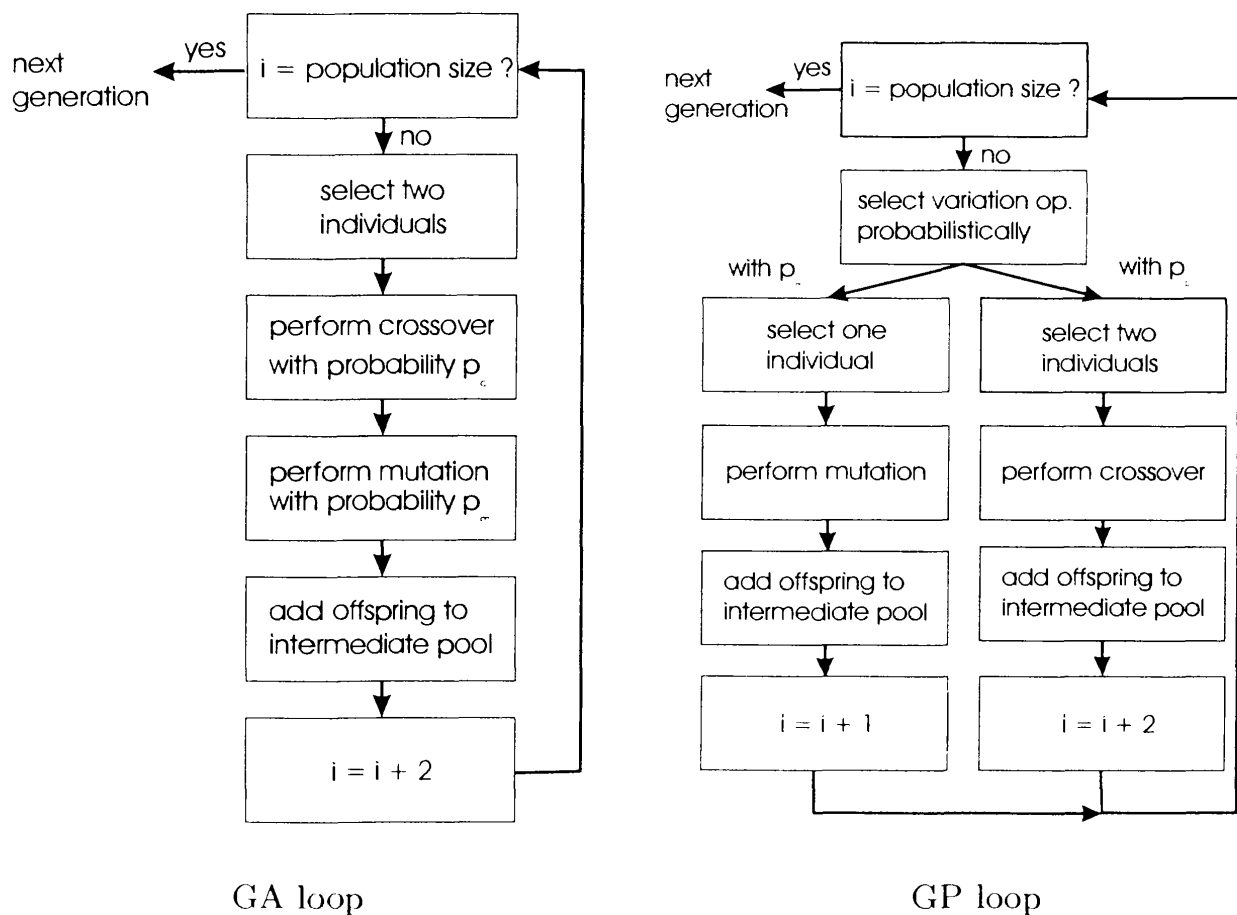 yes
next
generation
i = population size ?
no
select two
individuals
perform crossover
with probability p c
perform mutation
with probability p m
add offspring to
intermediate pool
i = i + 2
GA loop
yes
next
generation
i = population size ?
no
select variation op.
probabilistically
with p
with p
select one
individual
select two
individuals
perform mutation
perform crossover
add offspring to
intermediate pool
add offspring to
intermediate pool
i = i + 1
i = i + 2
GP loop